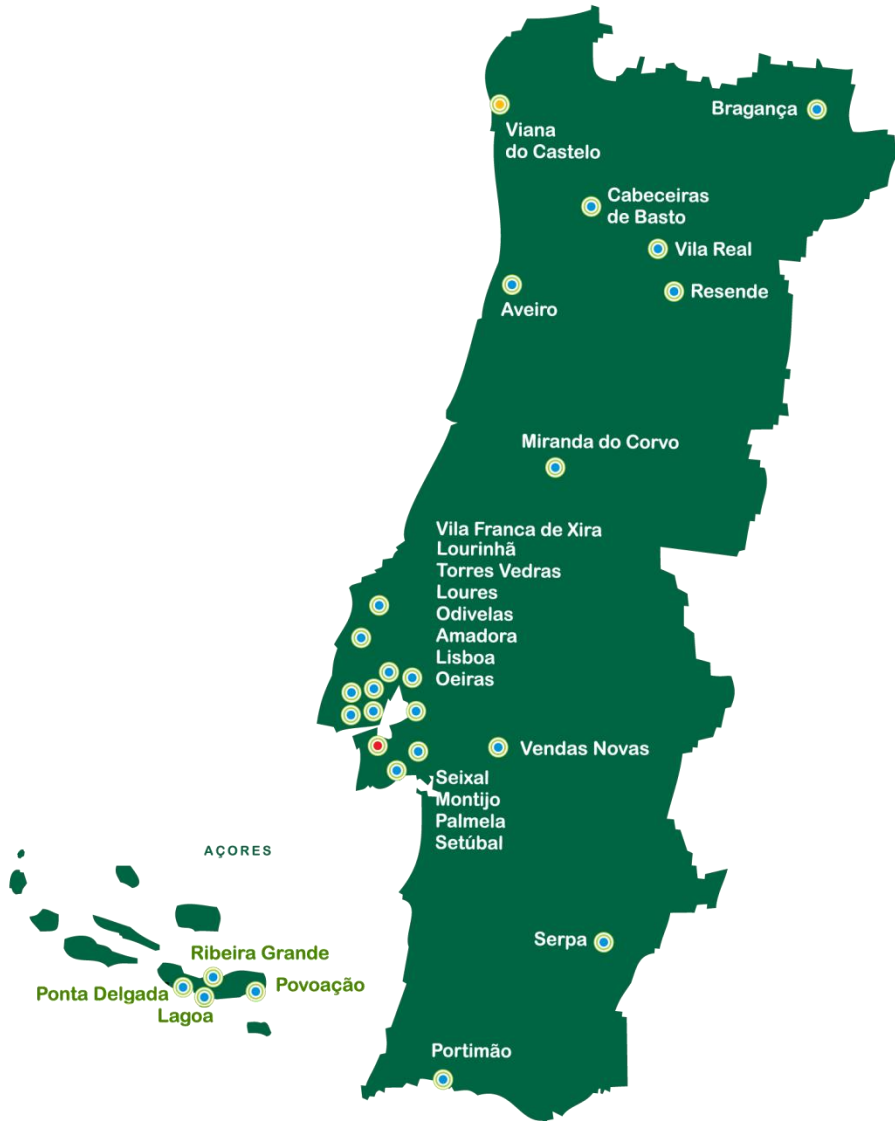 Bragança
Viana
do Castelo
Cabeceiras
de Basto
Vila Real
Resende
Aveiro
Miranda do Corvo
Vila Franca de Xira
Lourinhã
Torres Vedras
Loures
Odivelas
Amadora
Lisboa
Oeiras
Vendas Novas
Seixal
Montijo
Palmela
Setúbal
AÇORES
Serpa
Ribeira Grande
Ponta Delgada
Povoação
Lagoa
Portimão